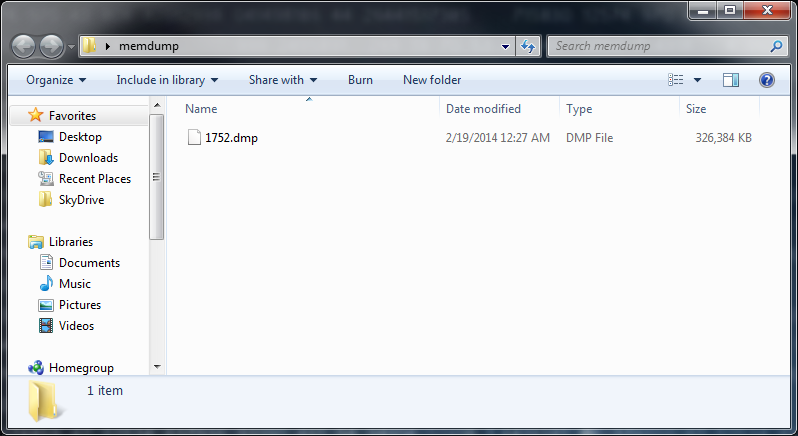 memdump
Search memdump
Organize Include in library Share with Burn New folder
Name Date modified Type Size
1752.dmp 2/19/2014 12:27 AM DMP File 326,384 KB
Favorites
Desktop
Downloads
Recent Places
SkyDrive
Libraries
Documents
Music
Pictures
Videos
Homegroup
1 item